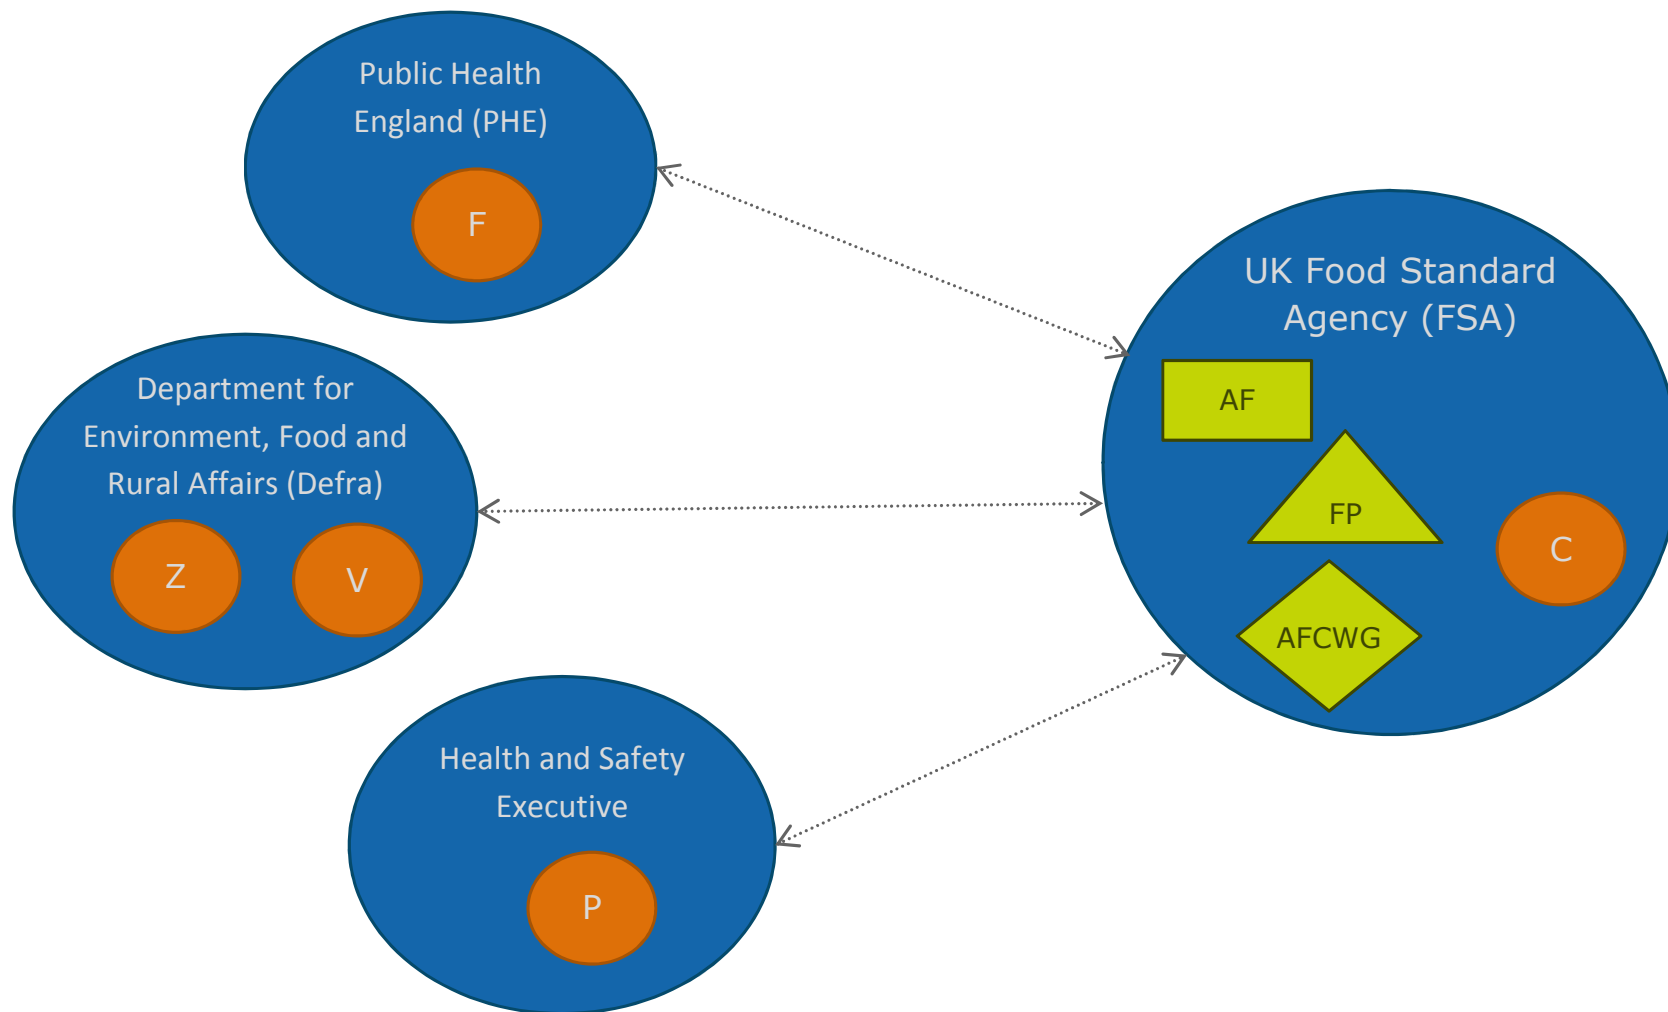 Public Health
England (PHE)
F
Department for
Environment, Food and
Rural Affairs (Defra)
Z
V
Health and Safety
Executive
P
UK Food Standard
Agency (FSA)
AF
FP
C
AFCWG